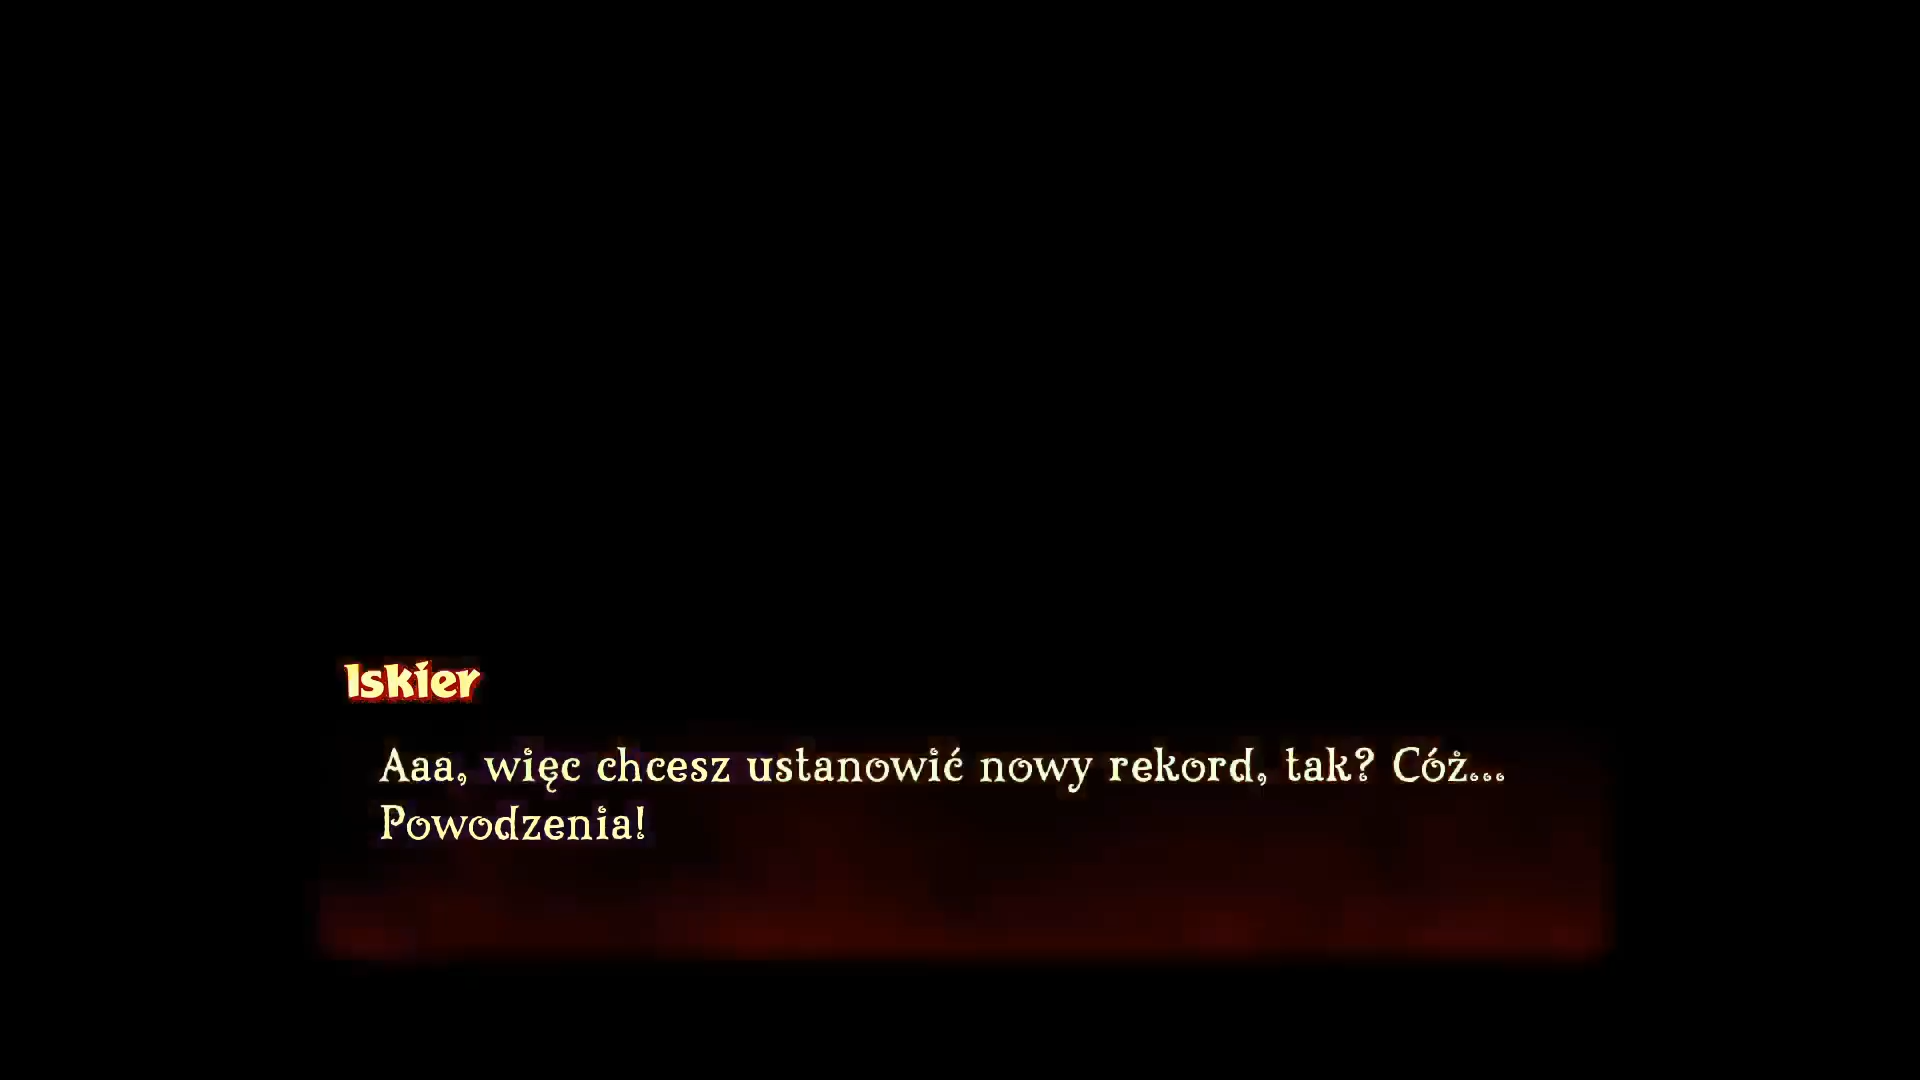 Iskier
Aaa, więc chcesz ustanowić nowy rekord, tak? Cóż...
Powodzenia!